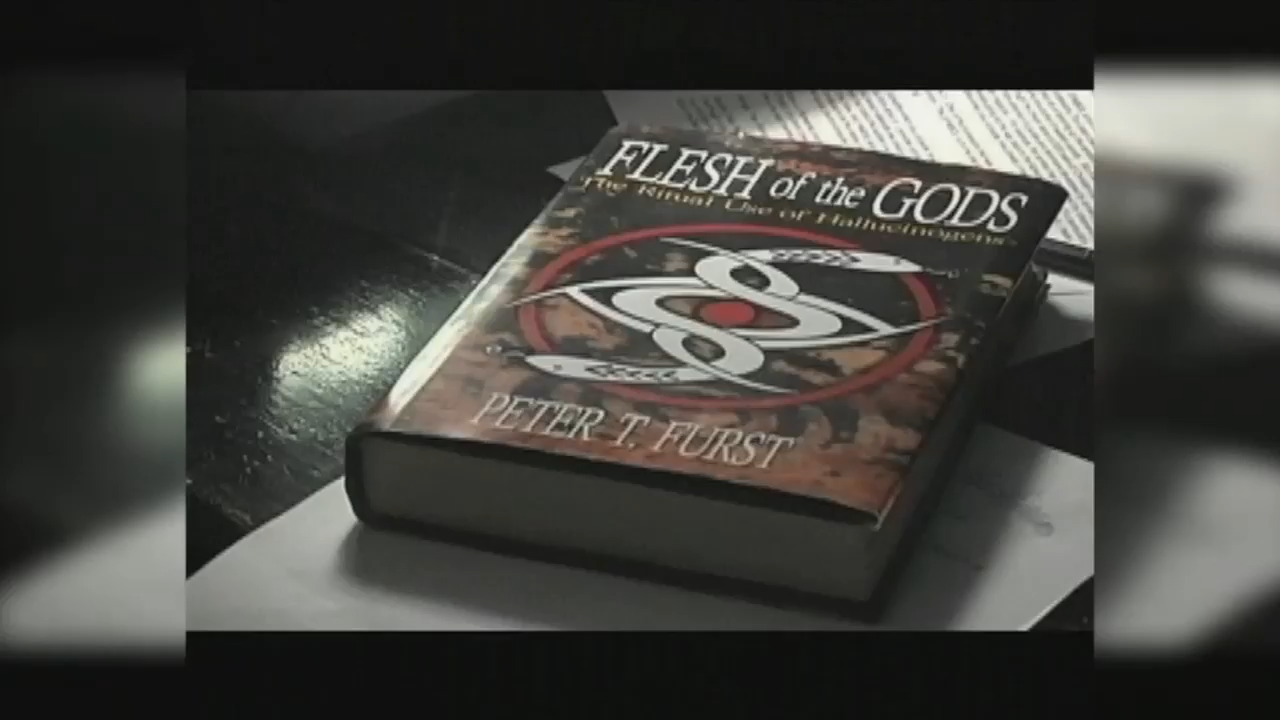 FLESH of the GODS
The Ritual Use of Hallucinogens
PETER T. FURST